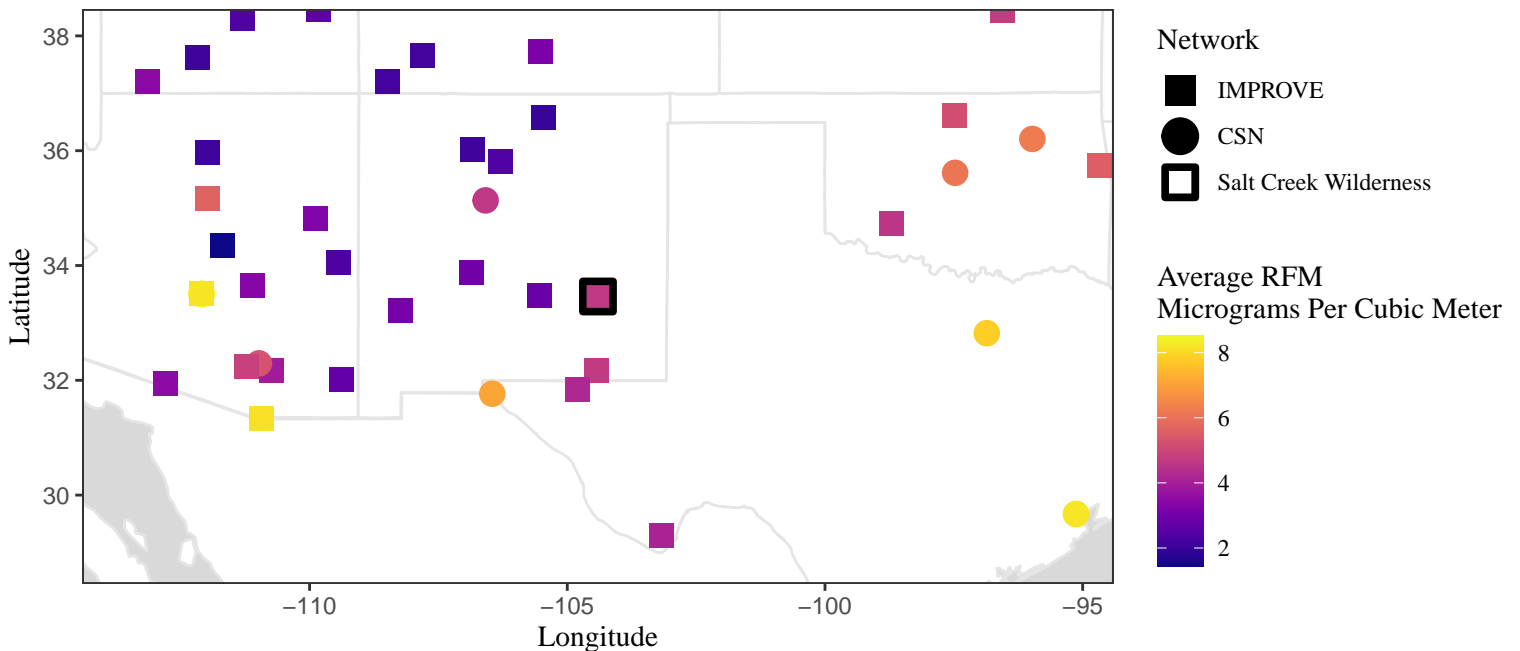 38
36
34
32
30
Latitude
−110
−105
−100
−95
Longitude
Network
IMPROVE
CSN
Salt Creek Wilderness
Average RFM
Micrograms Per Cubic Meter
8
6
4
2